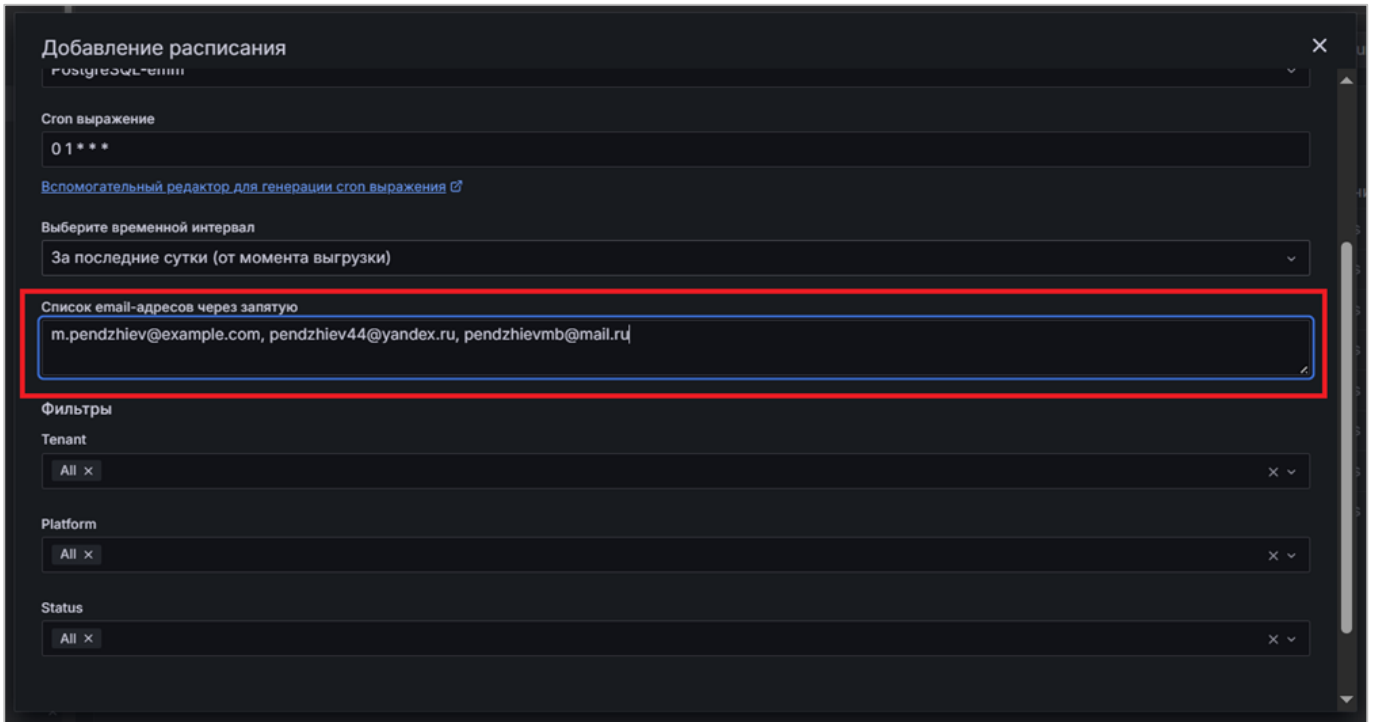 Добавление расписания
PostgreSQL-emm
Cron выражение
0 1 * * *
Вспомогательный редактор для генерации cron выражения
Выберите временной интервал
За последние сутки (от момента выгрузки)
Список email-адресов через запятую
m.pendzhiev@example.com, pendzhiev44@yandex.ru, pendzhievmb@mail.ru
Фильтры
Tenant
All
Platform
All
Status
All